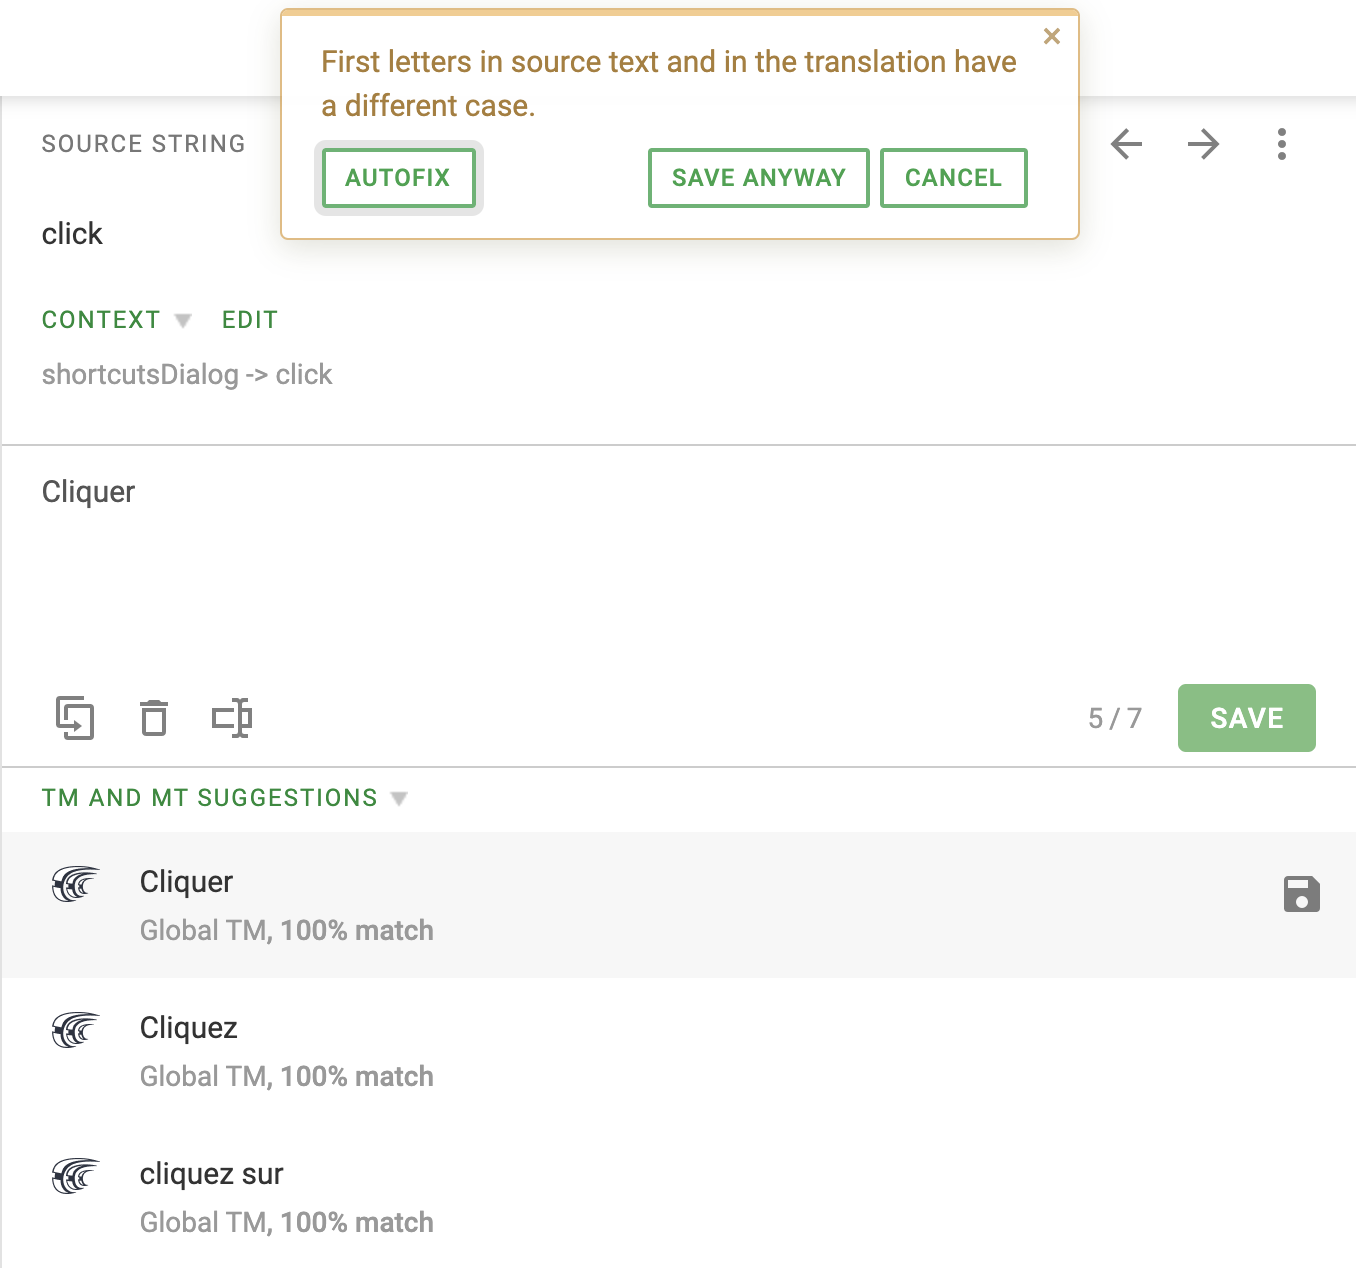 First letters in source text and in the translation have
a different case.
AUTOFIX
SAVE ANYWAY
CANCEL
SOURCE STRING
click
CONTEXT EDIT
shortcutsDialog -> click
Cliquer
5 / 7
SAVE
TM AND MT SUGGESTIONS
Cliquer
Global TM, 100% match
Cliquez
Global TM, 100% match
cliquez sur
Global TM, 100% match